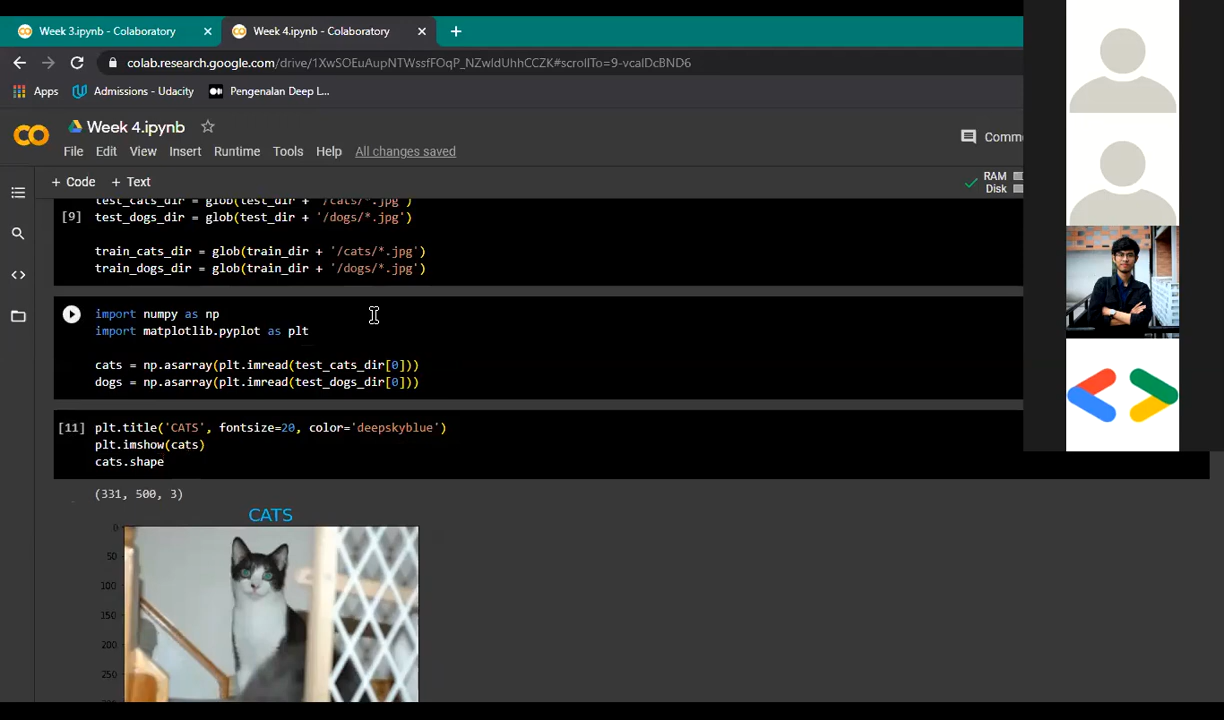 Week 3.ipynb - Colaboratory
Week 4.ipynb - Colaboratory
colab.research.google.com/drive/1XwSOEuAupNTWssfFOqP_NZwldUhhCCZK#scrollTo=9-vcaIDcBND6
Apps
Admissions - Udacity
Pengenalan Deep L...
Week 4.ipynb
File Edit View Insert Runtime Tools Help All changes saved
Comme
+ Code + Text
RAM
Disk
test_cats_dir = glob(test_dir + '/cats/*.jpg')
[9] test_dogs_dir = glob(test_dir + '/dogs/*.jpg')
train_cats_dir = glob(train_dir + '/cats/*.jpg')
train_dogs_dir = glob(train_dir + '/dogs/*.jpg')
import numpy as np
import matplotlib.pyplot as plt
cats = np.asarray(plt.imread(test_cats_dir[0]))
dogs = np.asarray(plt.imread(test_dogs_dir[0]))
[11] plt.title('CATS', fontsize=20, color='deepskyblue')
plt.imshow(cats)
cats.shape
(331, 500, 3)
CATS
0
50
100
150
200
250